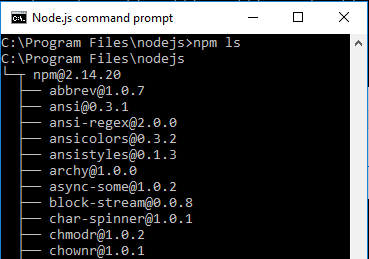 Node.js command prompt
C:\Program Files\nodejs>npm ls
C:\Program Files\nodejs
└─┬ npm@2.14.20
  ├── abbrev@1.0.7
  ├── ansi@0.3.1
  ├── ansi-regex@2.0.0
  ├── ansicolors@0.3.2
  ├── ansistyles@0.1.3
  ├── archy@1.0.0
  ├── async-some@1.0.2
  ├── block-stream@0.0.8
  ├── char-spinner@1.0.1
  ├── chmodr@1.0.2
  ├── chownr@1.0.1